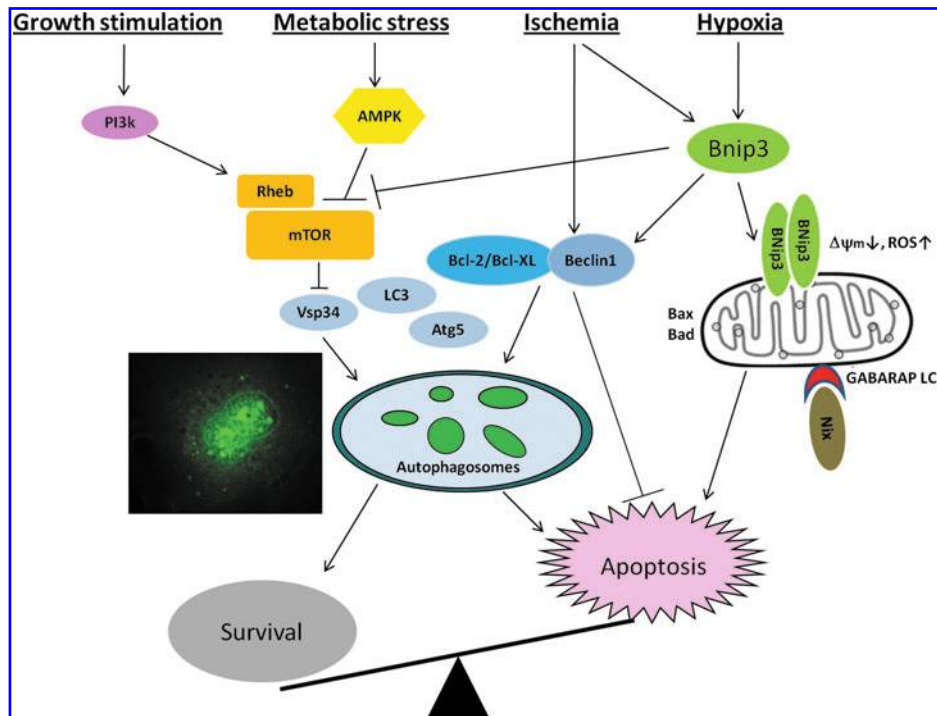 Growth stimulation
Metabolic stress
Ischemia
Hypoxia
PI3k
AMPK
Bnip3
Rheb
mTOR
BNip3
BNip3
Δψm↓, ROS↑
Bcl-2/Bcl-XL
Beclin1
LC3
Vsp34
Atg5
Bax
Bad
GABARAP LC
Nix
Autophagosomes
Apoptosis
Survival